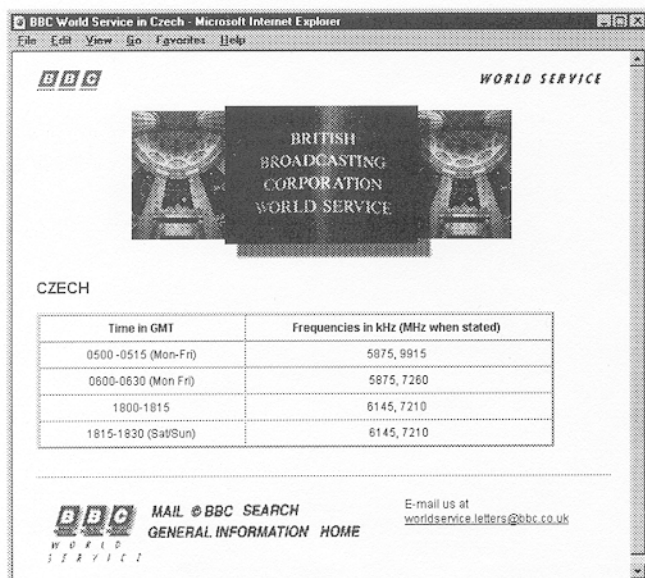 BBC World Service in Czech - Microsoft Internet Explorer
File Edit View Go Favorites Help
BBC
WORLD SERVICE
BRITISH
BROADCASTING
CORPORATION
WORLD SERVICE
CZECH
Time in GMT Frequencies in kHz (MHz when stated)
0500 -0515 (Mon-Fri) 5875, 9915
0600-0630 (Mon Fri) 5875, 7260
1800-1815 6145, 7210
1815-1830 (Sat/Sun) 6145, 7210
BBC
WORLD
SERVICE
MAIL © BBC SEARCH
GENERAL INFORMATION HOME
E-mail us at
worldservice.letters@bbc.co.uk